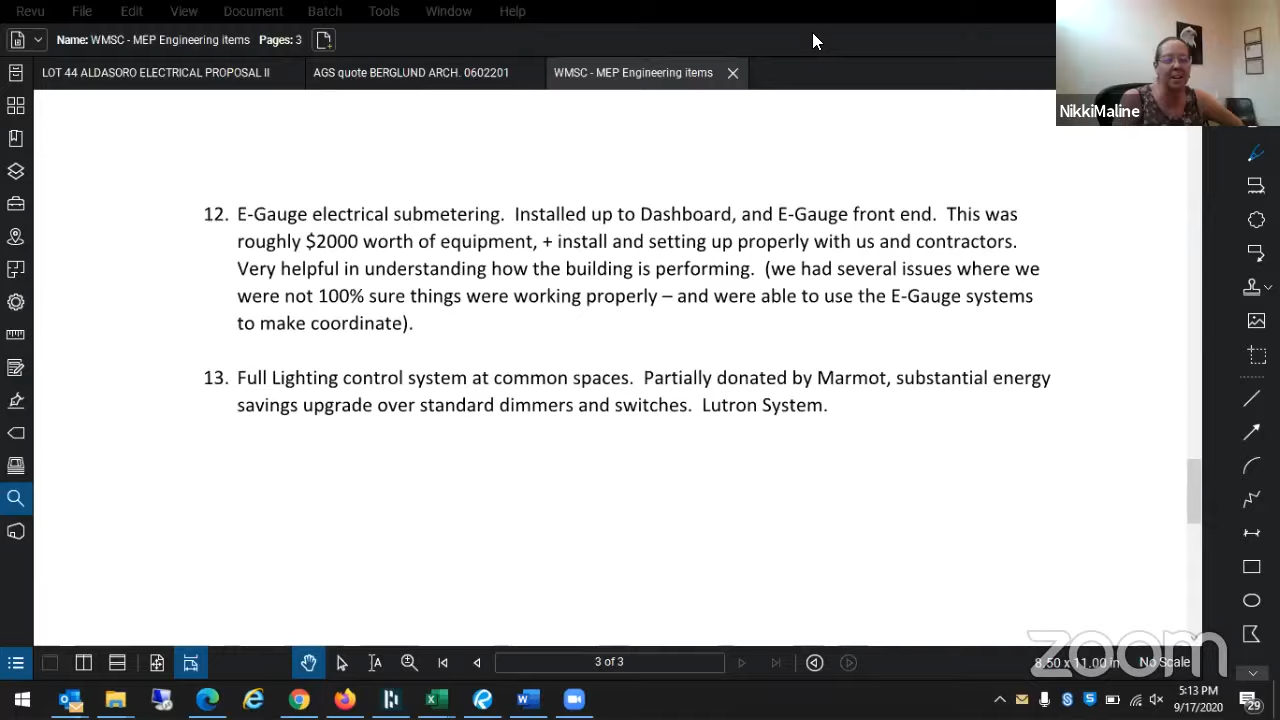 Revu File Edit View Document Batch Tools Window Help
Name: WMSC - MEP Engineering items Pages: 3
LOT 44 ALDASORO ELECTRICAL PROPOSAL II AGS quote BERGLUND ARCH. 0602201 WMSC - MEP Engineering items
NikkiMaline
12. E-Gauge electrical submetering. Installed up to Dashboard, and E-Gauge front end. This was
roughly $2000 worth of equipment, + install and setting up properly with us and contractors.
Very helpful in understanding how the building is performing. (we had several issues where we
were not 100% sure things were working properly – and were able to use the E-Gauge systems
to make coordinate).
13. Full Lighting control system at common spaces. Partially donated by Marmot, substantial energy
savings upgrade over standard dimmers and switches. Lutron System.
zoom
3 of 3 8.50 x 11.00 in No Scale
5:13 PM
9/17/2020
29